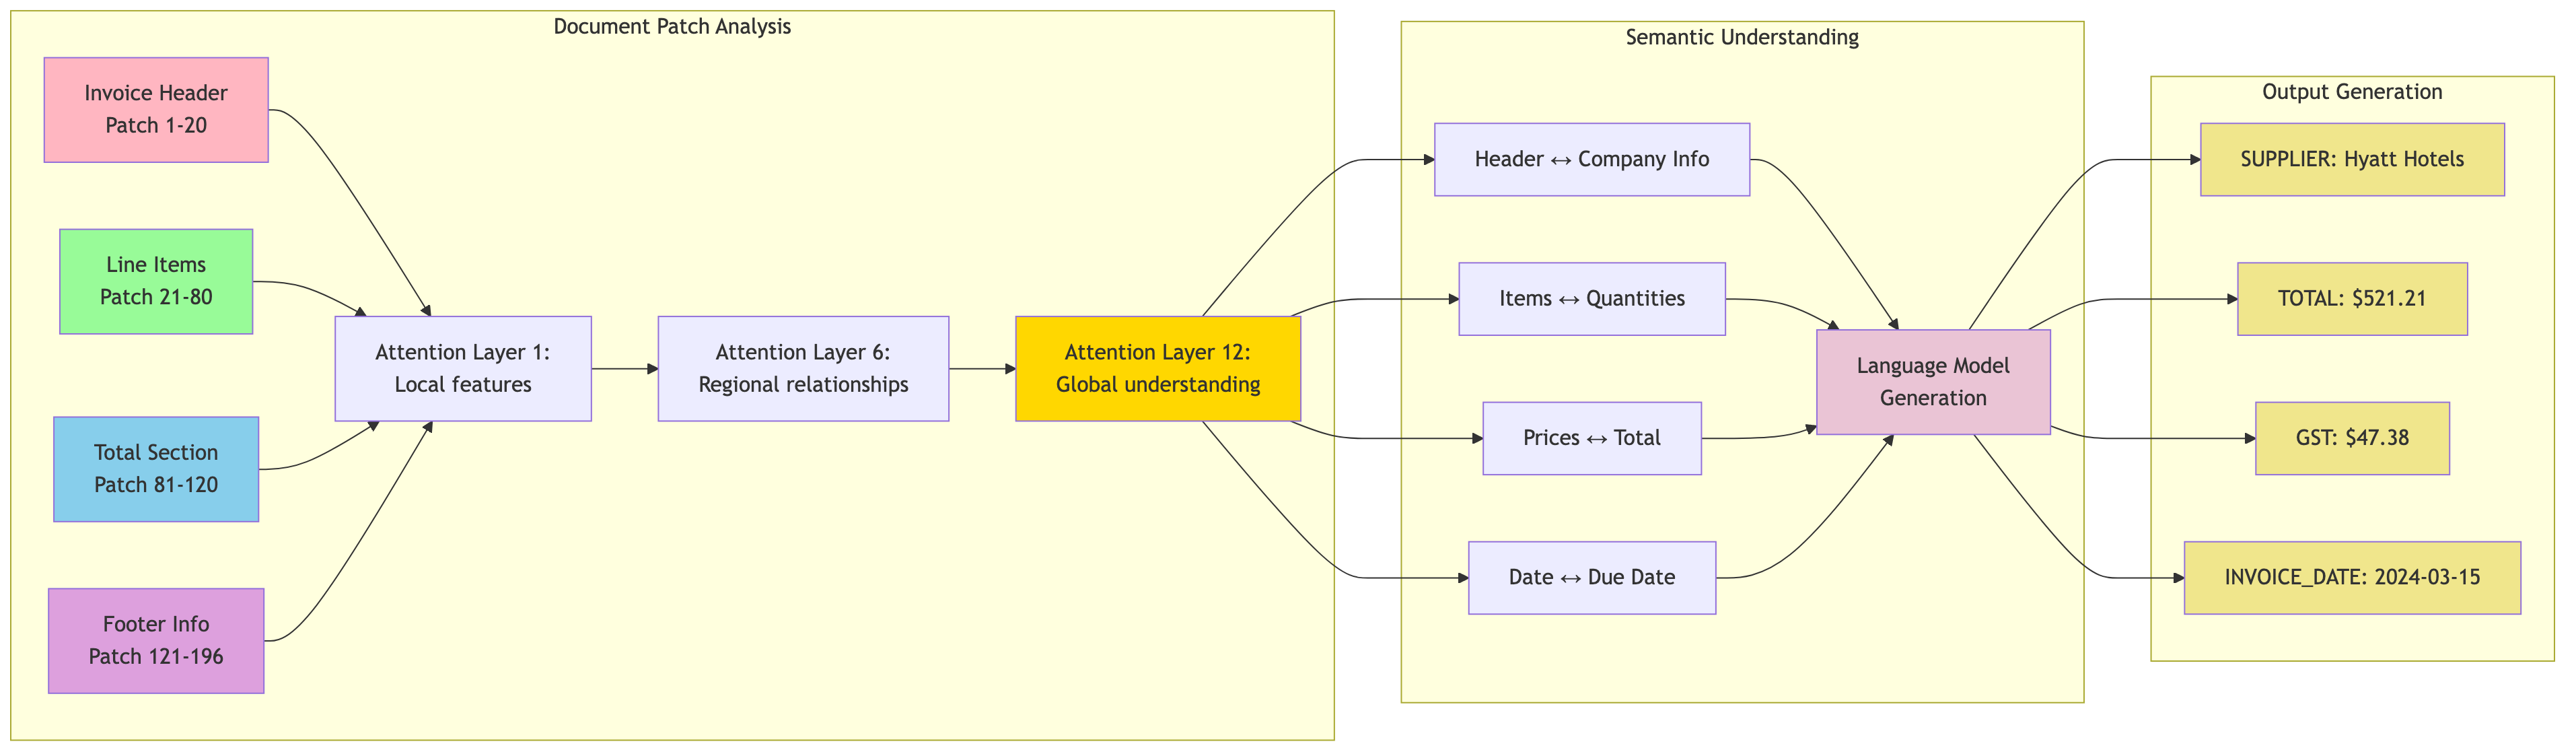 Document Patch Analysis
Invoice Header
Patch 1-20
Line Items
Patch 21-80
Total Section
Patch 81-120
Footer Info
Patch 121-196
Attention Layer 1:
Local features
Attention Layer 6:
Regional relationships
Attention Layer 12:
Global understanding
Semantic Understanding
Header ↔ Company Info
Items ↔ Quantities
Prices ↔ Total
Date ↔ Due Date
Language Model
Generation
Output Generation
SUPPLIER: Hyatt Hotels
TOTAL: $521.21
GST: $47.38
INVOICE_DATE: 2024-03-15